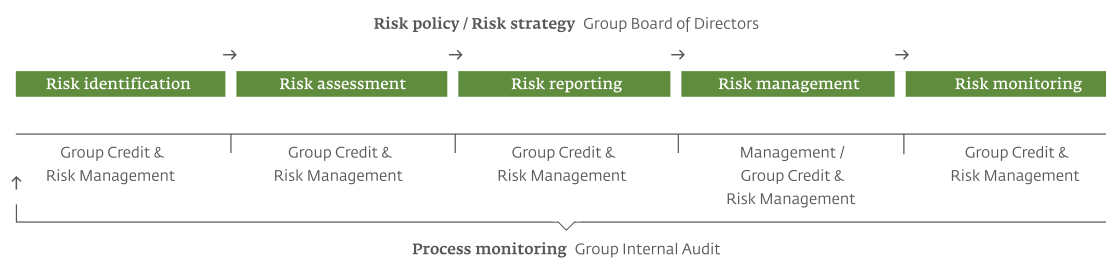 Risk policy / Risk strategy Group Board of Directors
→ → → →
Risk identification Risk assessment Risk reporting Risk management Risk monitoring
Group Credit & Group Credit & Group Credit & Management / Group Credit &
Risk Management Risk Management Risk Management Group Credit & Risk Management
Risk Management
Process monitoring Group Internal Audit